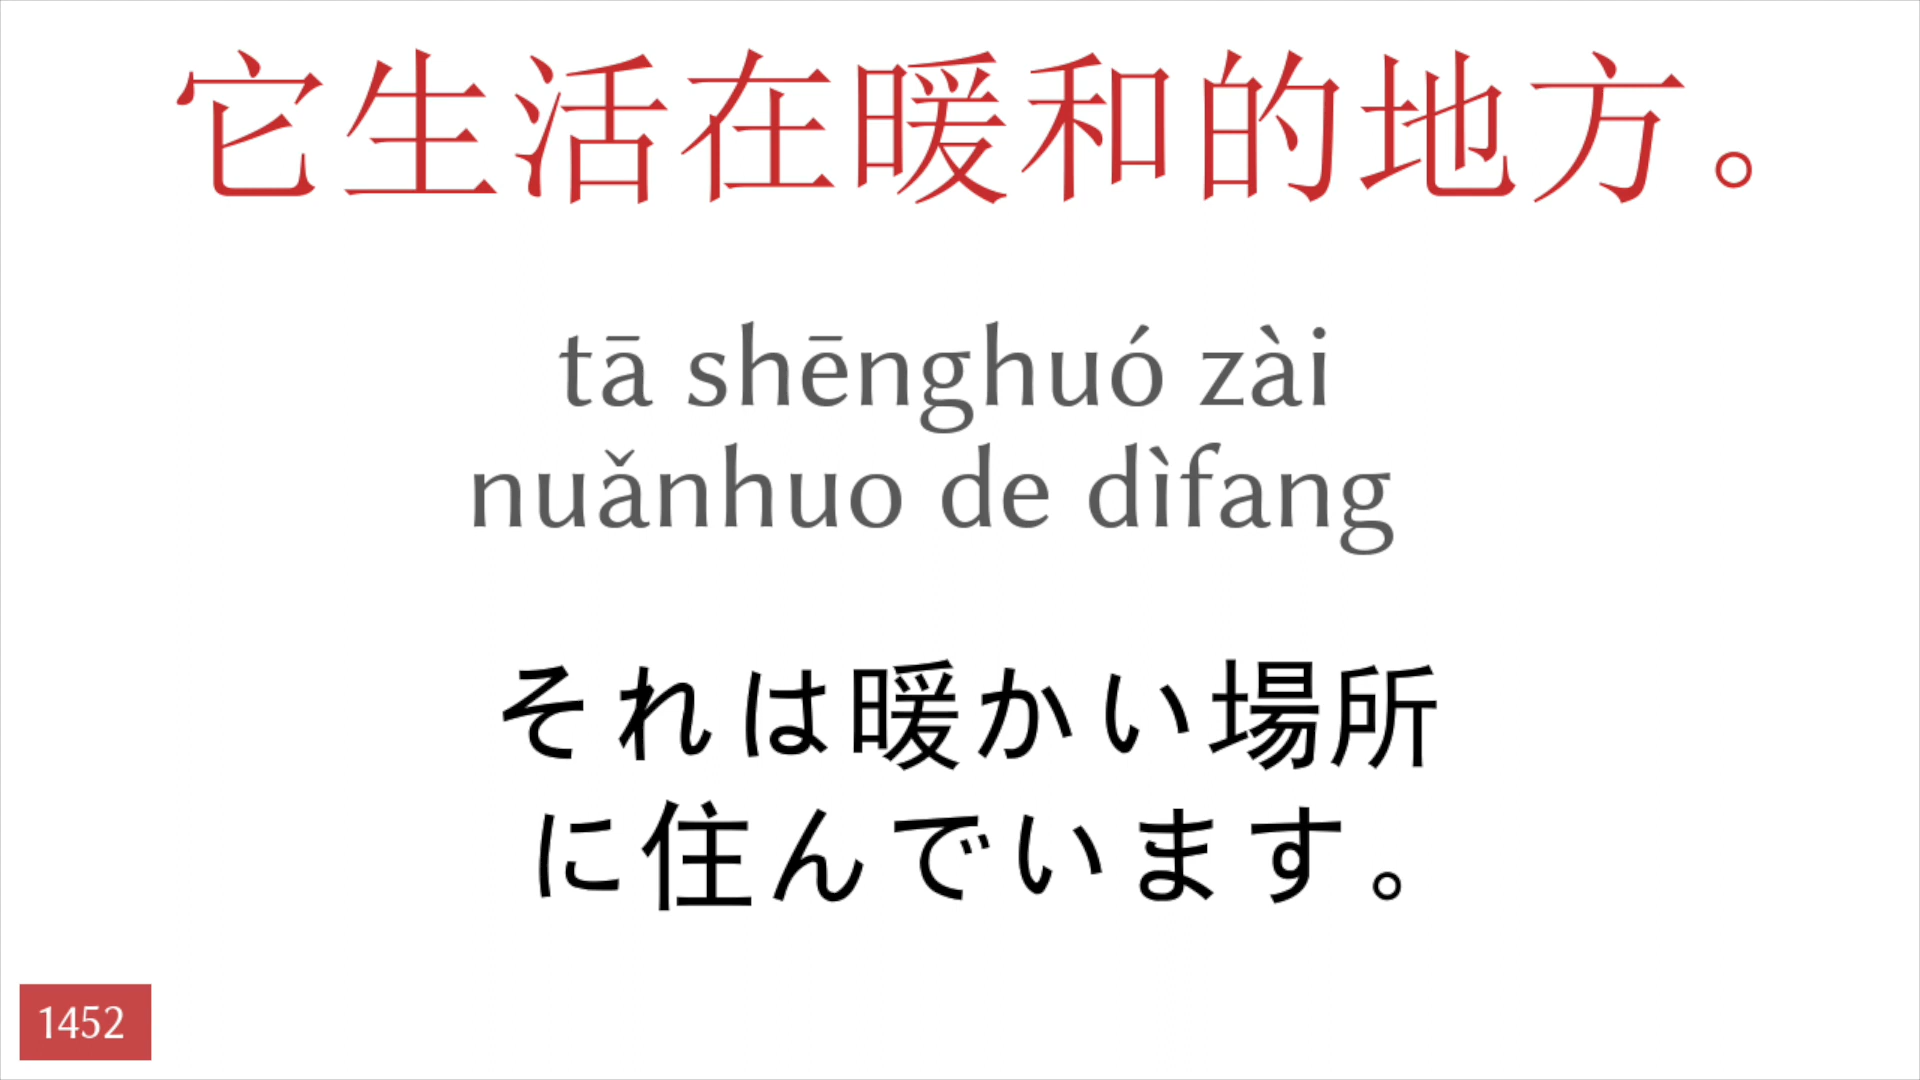 它生活在暖和的地方。
tā shēnghuó zài
nuǎnhuo de dìfang
それは暖かい場所
に住んでいます。
1452